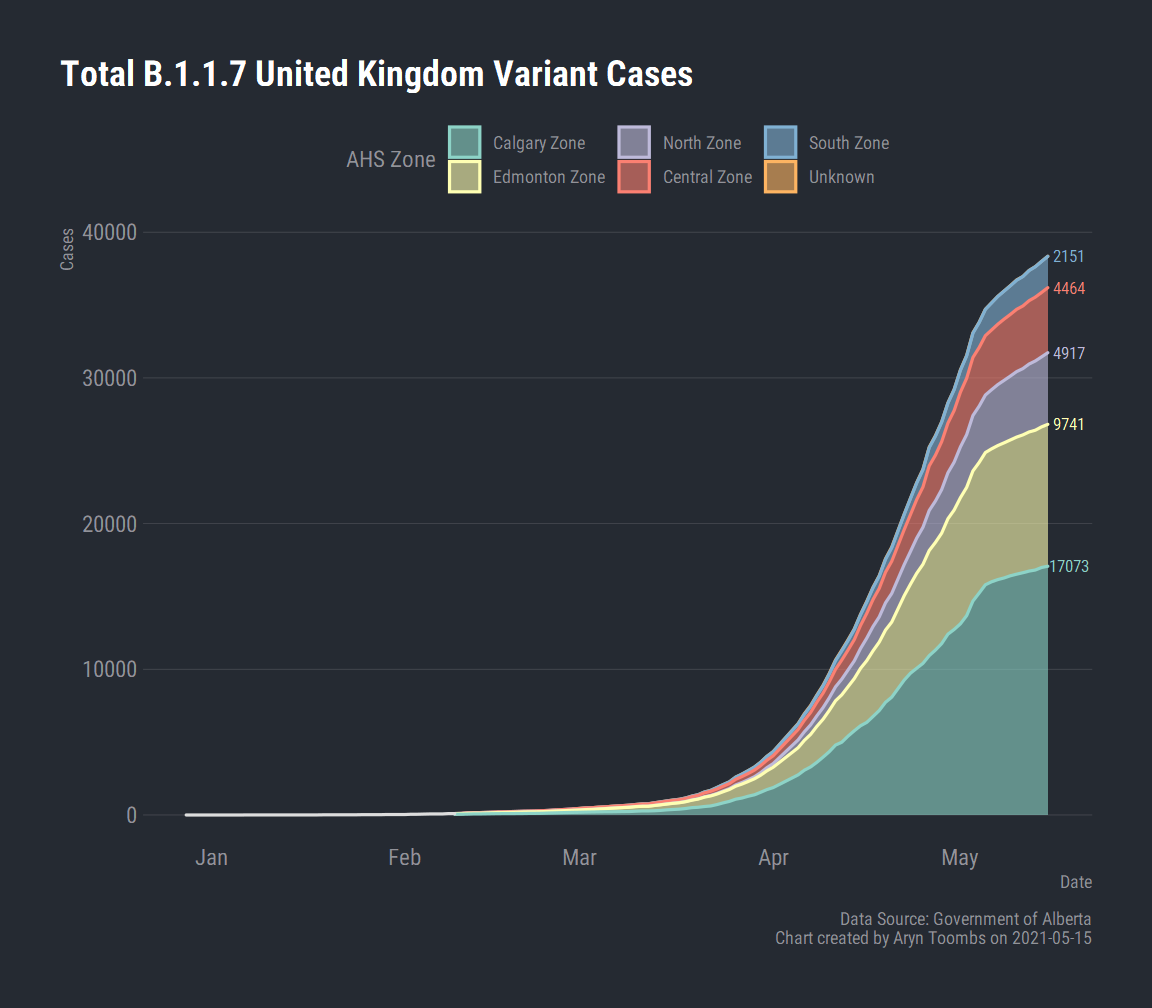 Total B.1.1.7 United Kingdom Variant Cases
AHS Zone
Calgary Zone
North Zone
South Zone
Edmonton Zone
Central Zone
Unknown
Cases
40000
30000
20000
10000
0
2151
4464
4917
9741
17073
Jan
Feb
Mar
Apr
May
Date
Data Source: Government of Alberta
Chart created by Aryn Toombs on 2021-05-15